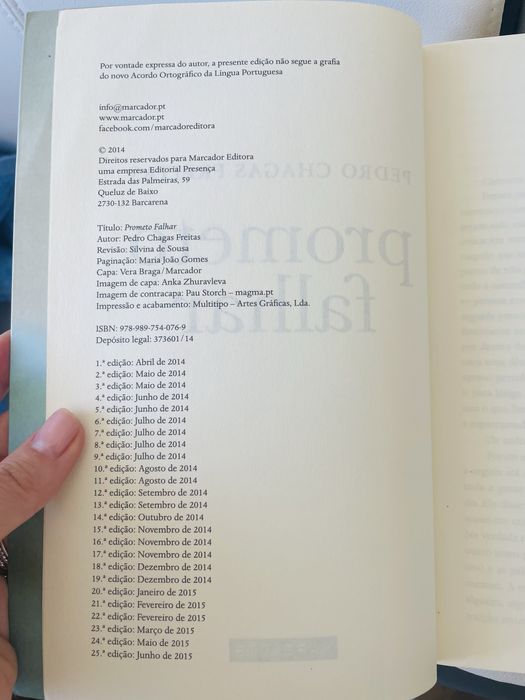 Por vontade expressa do autor, a presente edição não segue a grafia
do novo Acordo Ortográfico da Língua Portuguesa
info@marcador.pt
www.marcador.pt
facebook.com/marcadoreditora
© 2014
Direitos reservados para Marcador Editora
uma empresa Editorial Presença
Estrada das Palmeiras, 59
Queluz de Baixo
2730-132 Barcarena
Título: Prometo Falhar
Autor: Pedro Chagas Freitas
Revisão: Silvina de Sousa
Paginação: Maria João Gomes
Capa: Vera Braga/Marcador
Imagem de capa: Anka Zhuravleva
Imagem de contracapa: Pau Storch – magma.pt
Impressão e acabamento: Multitipo – Artes Gráficas, Lda.
ISBN: 978-989-754-076-9
Depósito legal: 373601/14
1.ª edição: Abril de 2014
2.ª edição: Maio de 2014
3.ª edição: Maio de 2014
4.ª edição: Junho de 2014
5.ª edição: Junho de 2014
6.ª edição: Julho de 2014
7.ª edição: Julho de 2014
8.ª edição: Julho de 2014
9.ª edição: Julho de 2014
10.ª edição: Agosto de 2014
11.ª edição: Agosto de 2014
12.ª edição: Setembro de 2014
13.ª edição: Setembro de 2014
14.ª edição: Outubro de 2014
15.ª edição: Novembro de 2014
16.ª edição: Novembro de 2014
17.ª edição: Novembro de 2014
18.ª edição: Dezembro de 2014
19.ª edição: Dezembro de 2014
20.ª edição: Janeiro de 2015
21.ª edição: Fevereiro de 2015
22.ª edição: Fevereiro de 2015
23.ª edição: Março de 2015
24.ª edição: Maio de 2015
25.ª edição: Junho de 2015